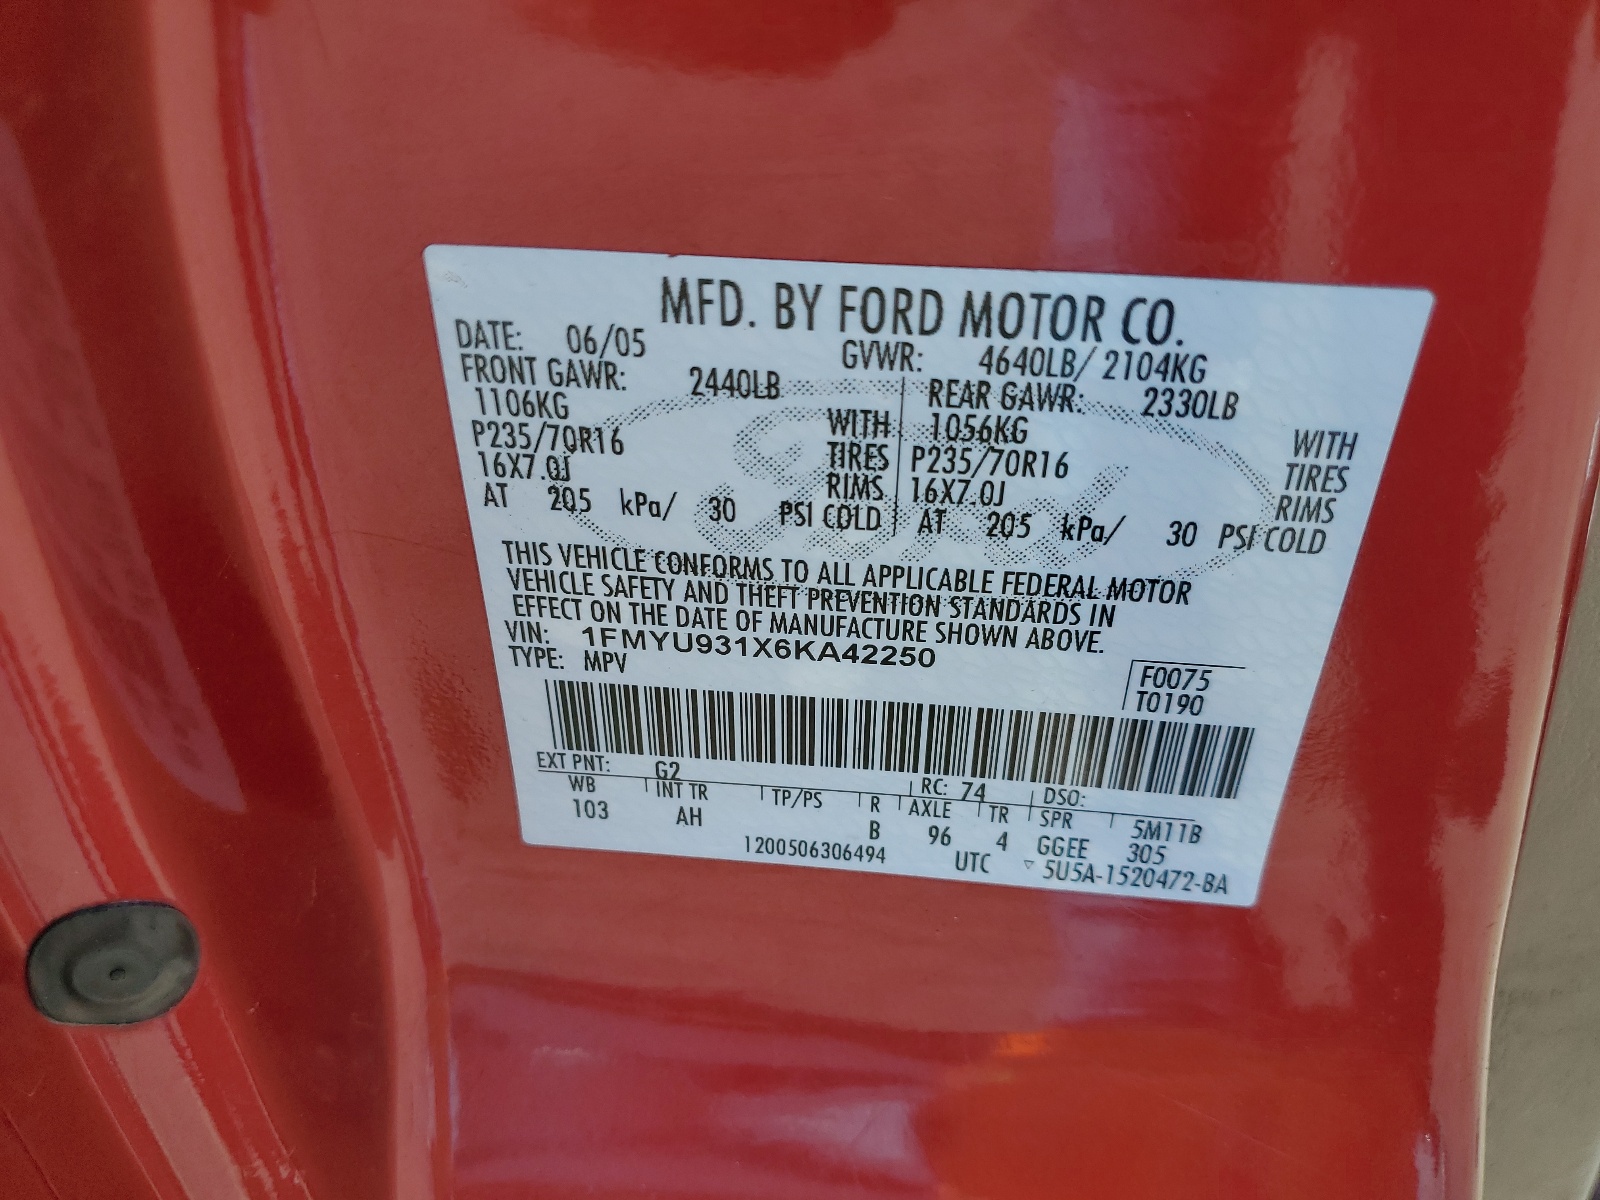 MFD. BY FORD MOTOR CO.
DATE: 06/05 GVWR: 4640LB/ 2104KG
FRONT GAWR: 2440LB REAR GAWR: 2330LB
1106KG WITH 1056KG WITH
P235/70R16 TIRES P235/70R16 TIRES
16X7.0J RIMS 16X7.0J RIMS
AT 205 kPa/ 30 PSI COLD AT 205 kPa/ 30 PSI COLD
Ford
THIS VEHICLE CONFORMS TO ALL APPLICABLE FEDERAL MOTOR
VEHICLE SAFETY AND THEFT PREVENTION STANDARDS IN
EFFECT ON THE DATE OF MANUFACTURE SHOWN ABOVE.
VIN: 1FMYU931X6KA42250
TYPE: MPV
F0075
T0190
EXT PNT: G2 RC: 74 DSO:
WB INT TR TP/PS R AXLE TR SPR 5M11B
103 AH B 96 4 GGEE 305
1200506306494 UTC 5U5A-1520472-BA